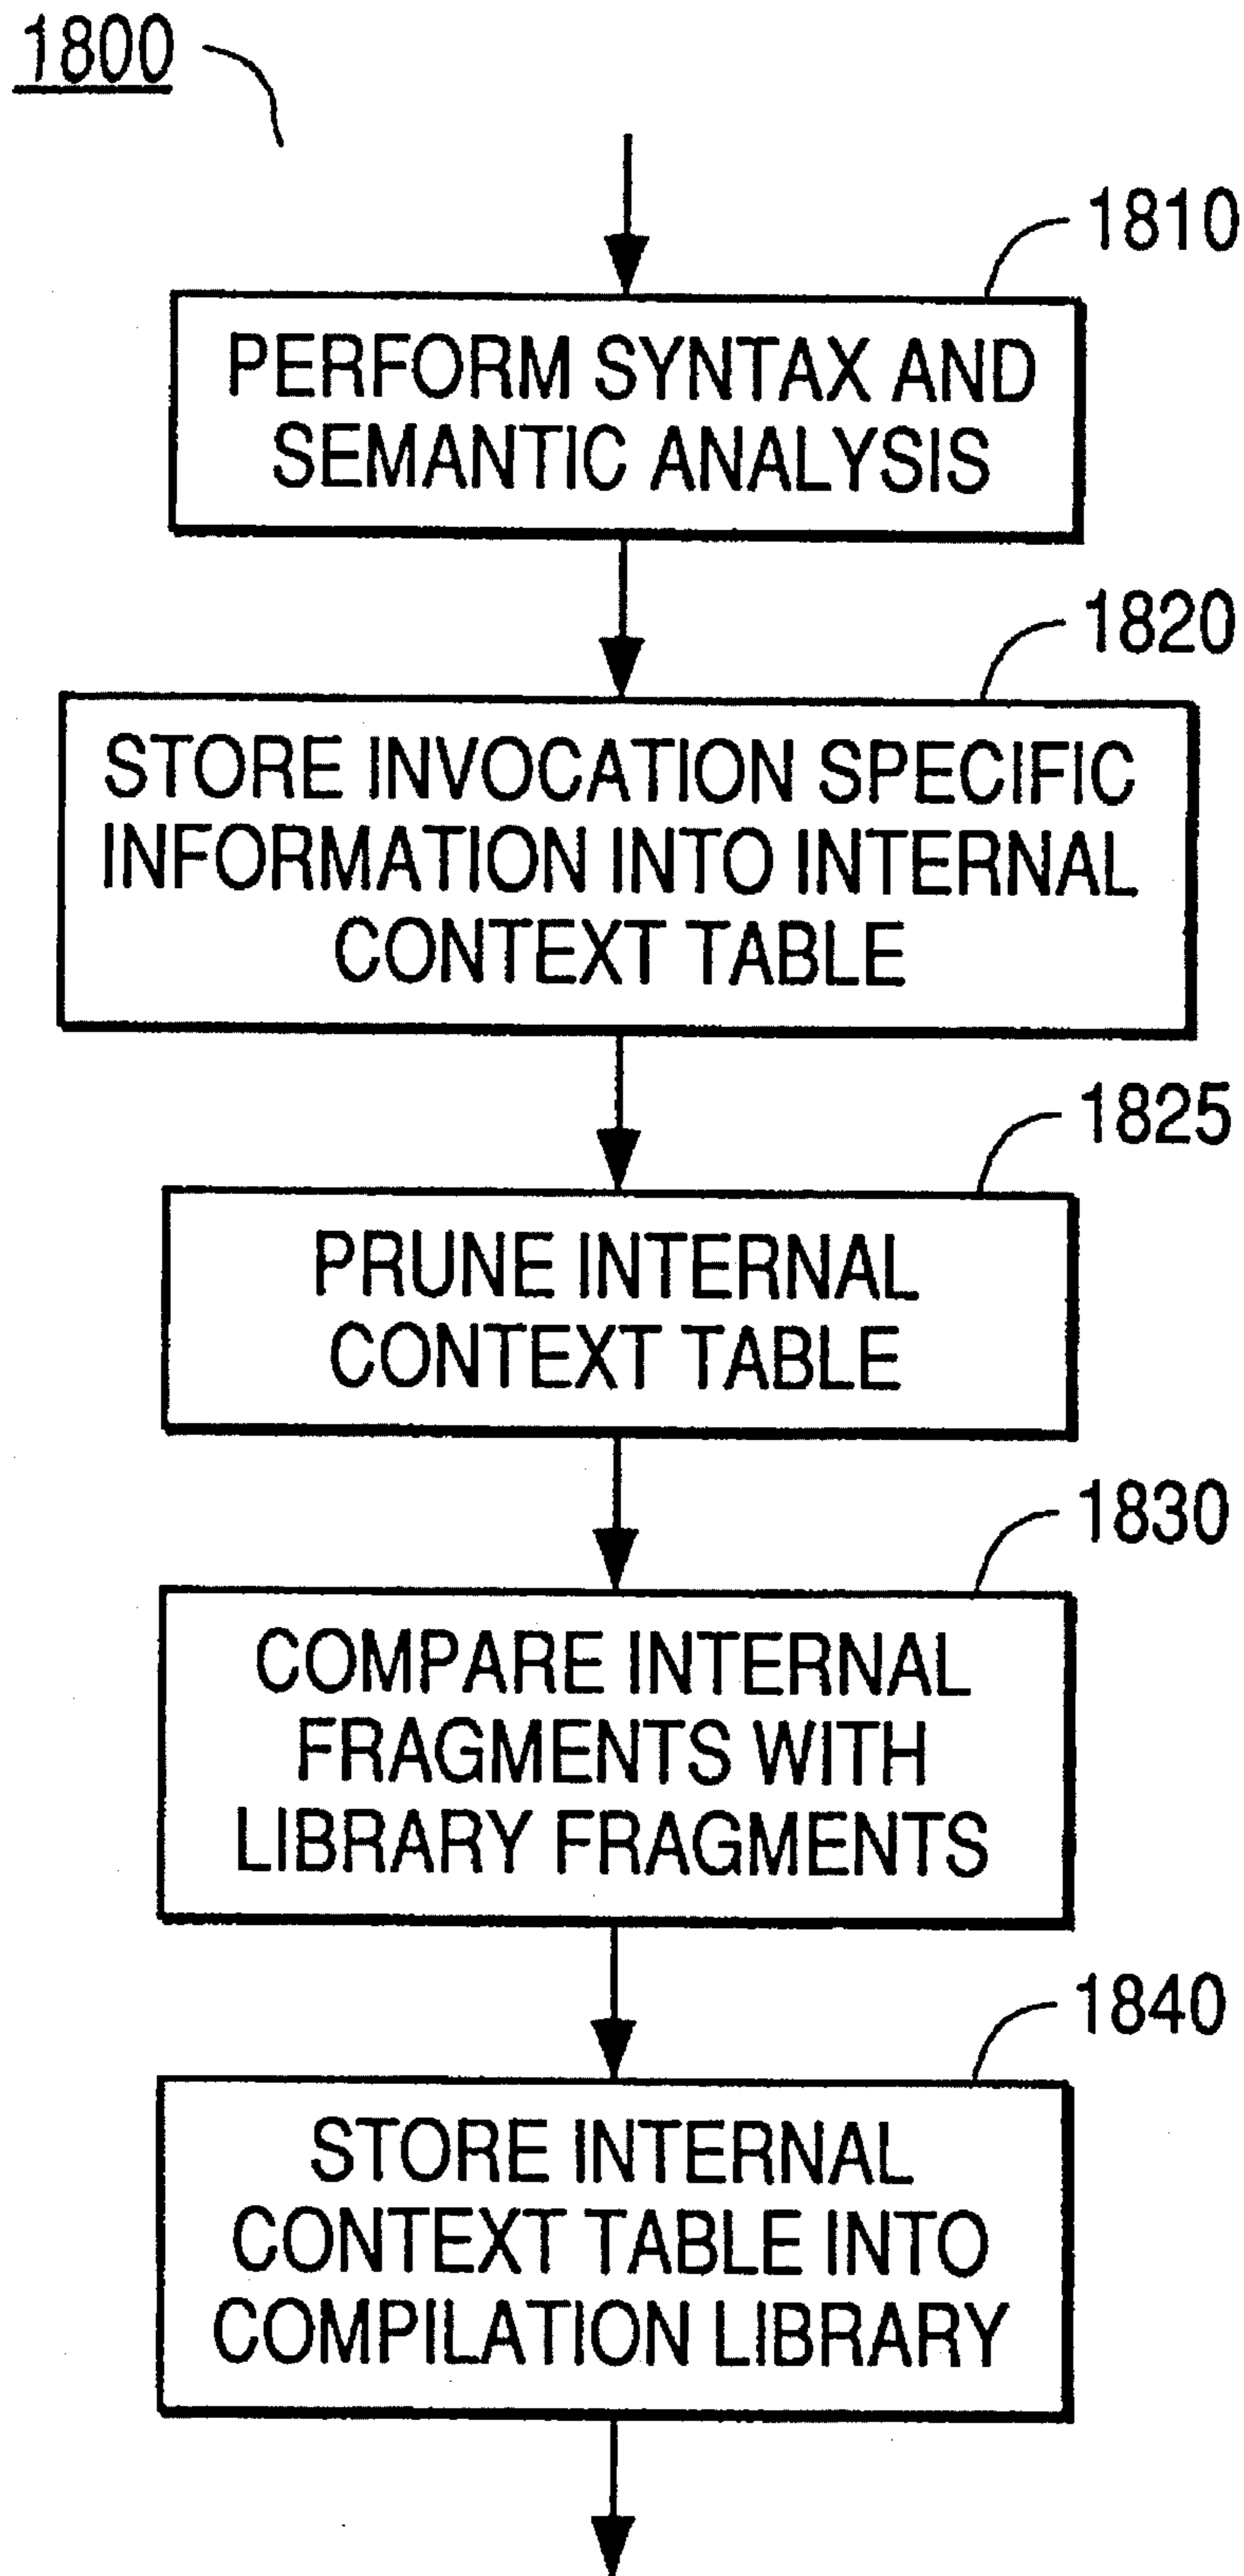 1800
1810
PERFORM SYNTAX AND
SEMANTIC ANALYSIS
1820
STORE INVOCATION SPECIFIC
INFORMATION INTO INTERNAL
CONTEXT TABLE
1825
PRUNE INTERNAL
CONTEXT TABLE
1830
COMPARE INTERNAL
FRAGMENTS WITH
LIBRARY FRAGMENTS
1840
STORE INTERNAL
CONTEXT TABLE INTO
COMPILATION LIBRARY